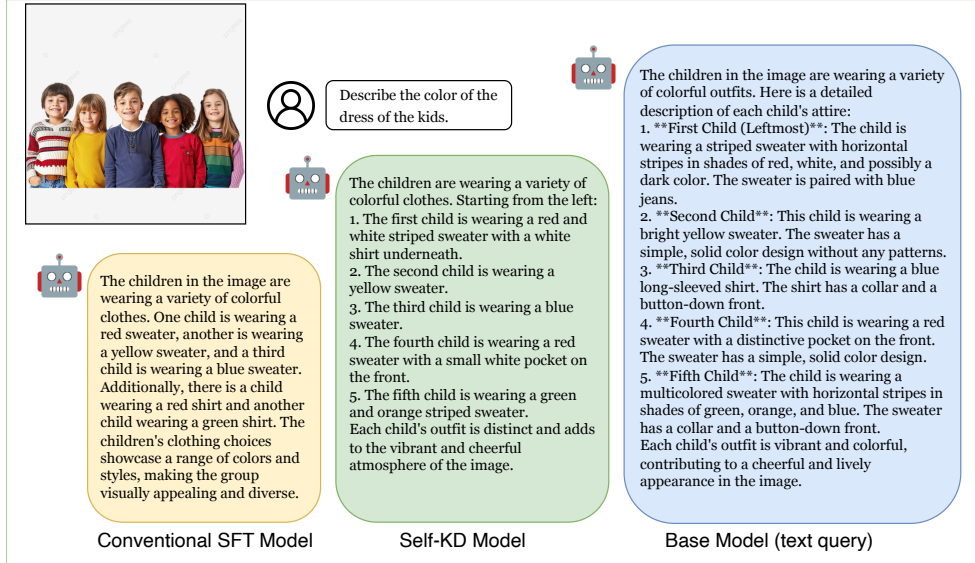 Describe the color of the
dress of the kids.
The children in the image are
wearing a variety of colorful
clothes. One child is wearing a
red sweater, another is wearing
a yellow sweater, and a third
child is wearing a blue sweater.
Additionally, there is a child
wearing a red shirt and another
child wearing a green shirt. The
children's clothing choices
showcase a range of colors and
styles, making the group
visually appealing and diverse.
Conventional SFT Model
The children are wearing a variety of
colorful clothes. Starting from the left:
1. The first child is wearing a red and
white striped sweater with a white
shirt underneath.
2. The second child is wearing a
yellow sweater.
3. The third child is wearing a blue
sweater.
4. The fourth child is wearing a red
sweater with a small white pocket on
the front.
5. The fifth child is wearing a green
and orange striped sweater.
Each child's outfit is distinct and adds
to the vibrant and cheerful
atmosphere of the image.
Self-KD Model
The children in the image are wearing a variety
of colorful outfits. Here is a detailed
description of each child's attire:
1. **First Child (Leftmost)**: The child is
wearing a striped sweater with horizontal
stripes in shades of red, white, and possibly a
dark color. The sweater is paired with blue
jeans.
2. **Second Child**: This child is wearing a
bright yellow sweater. The sweater has a
simple, solid color design without any patterns.
3. **Third Child**: The child is wearing a blue
long-sleeved shirt. The shirt has a collar and a
button-down front.
4. **Fourth Child**: This child is wearing a red
sweater with a distinctive pocket on the front.
The sweater has a simple, solid color design.
5. **Fifth Child**: The child is wearing a
multicolored sweater with horizontal stripes in
shades of green, orange, and blue. The sweater
has a collar and a button-down front.
Each child's outfit is vibrant and colorful,
contributing to a cheerful and lively
appearance in the image.
Base Model (text query)